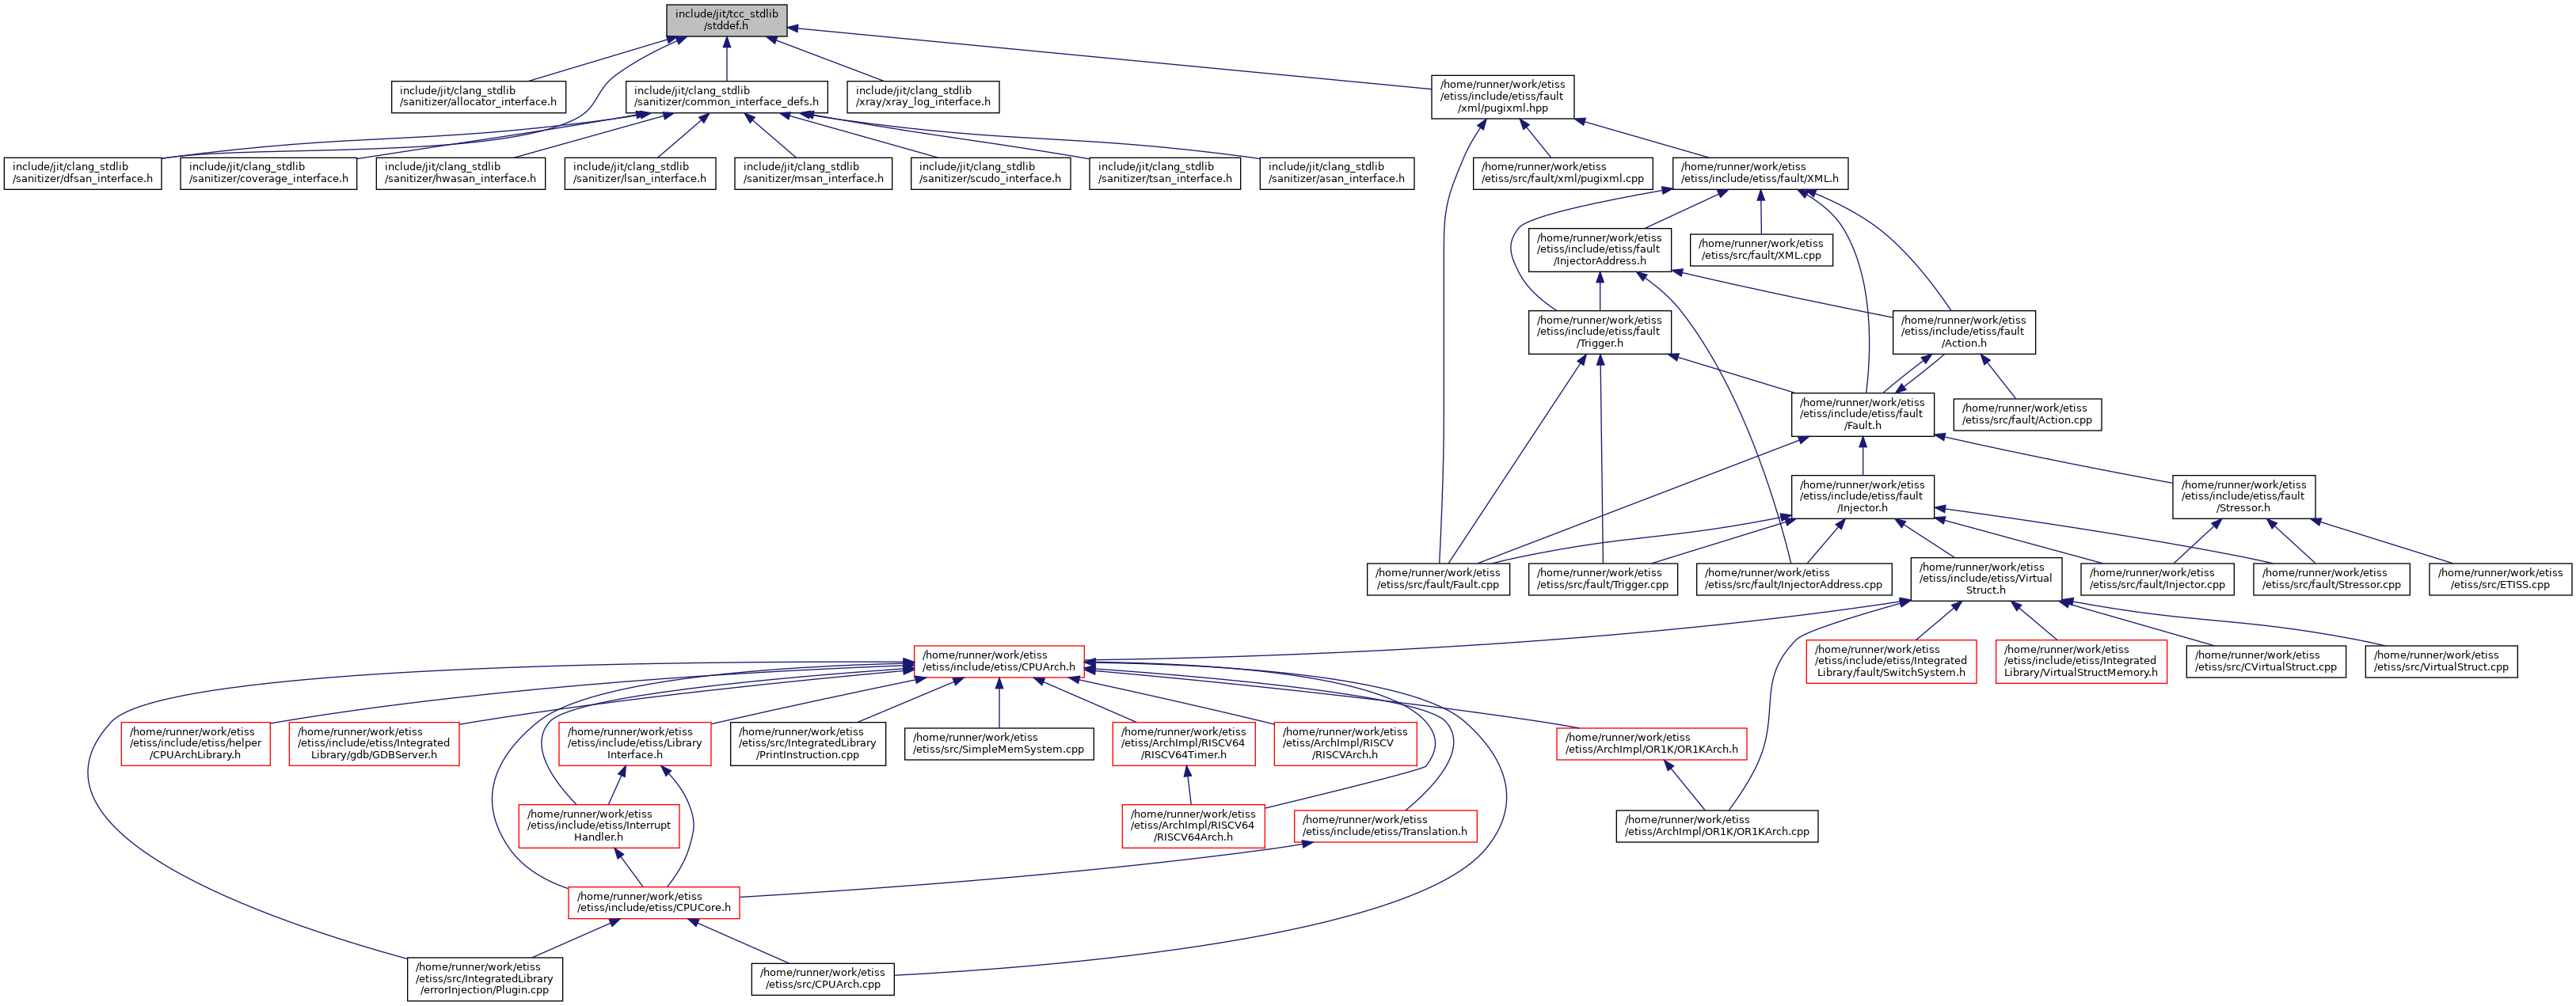 include/jit/tcc_stdlib
/stddef.h
include/jit/clang_stdlib
/sanitizer/allocator_interface.h
include/jit/clang_stdlib
/sanitizer/common_interface_defs.h
include/jit/clang_stdlib
/xray/xray_log_interface.h
/home/runner/work/etiss
/etiss/include/etiss/fault
/xml/pugixml.hpp
include/jit/clang_stdlib
/sanitizer/dfsan_interface.h
include/jit/clang_stdlib
/sanitizer/coverage_interface.h
include/jit/clang_stdlib
/sanitizer/hwasan_interface.h
include/jit/clang_stdlib
/sanitizer/lsan_interface.h
include/jit/clang_stdlib
/sanitizer/msan_interface.h
include/jit/clang_stdlib
/sanitizer/scudo_interface.h
include/jit/clang_stdlib
/sanitizer/tsan_interface.h
include/jit/clang_stdlib
/sanitizer/asan_interface.h
/home/runner/work/etiss
/etiss/src/fault/xml/pugixml.cpp
/home/runner/work/etiss
/etiss/include/etiss/fault/XML.h
/home/runner/work/etiss
/etiss/include/etiss/fault
/InjectorAddress.h
/home/runner/work/etiss
/etiss/src/fault/XML.cpp
/home/runner/work/etiss
/etiss/include/etiss/fault
/Trigger.h
/home/runner/work/etiss
/etiss/include/etiss/fault
/Action.h
/home/runner/work/etiss
/etiss/include/etiss/fault
/Fault.h
/home/runner/work/etiss
/etiss/src/fault/Action.cpp
/home/runner/work/etiss
/etiss/include/etiss/fault
/Injector.h
/home/runner/work/etiss
/etiss/include/etiss/fault
/Stressor.h
/home/runner/work/etiss
/etiss/src/fault/Fault.cpp
/home/runner/work/etiss
/etiss/src/fault/Trigger.cpp
/home/runner/work/etiss
/etiss/src/fault/InjectorAddress.cpp
/home/runner/work/etiss
/etiss/include/etiss/Virtual
Struct.h
/home/runner/work/etiss
/etiss/src/fault/Injector.cpp
/home/runner/work/etiss
/etiss/src/fault/Stressor.cpp
/home/runner/work/etiss
/etiss/src/ETISS.cpp
/home/runner/work/etiss
/etiss/include/etiss/CPUArch.h
/home/runner/work/etiss
/etiss/include/etiss/Integrated
Library/fault/SwitchSystem.h
/home/runner/work/etiss
/etiss/include/etiss/Integrated
Library/VirtualStructMemory.h
/home/runner/work/etiss
/etiss/src/CVirtualStruct.cpp
/home/runner/work/etiss
/etiss/src/VirtualStruct.cpp
/home/runner/work/etiss
/etiss/include/etiss/helper
/CPUArchLibrary.h
/home/runner/work/etiss
/etiss/include/etiss/Integrated
Library/gdb/GDBServer.h
/home/runner/work/etiss
/etiss/include/etiss/Library
Interface.h
/home/runner/work/etiss
/etiss/src/IntegratedLibrary
/PrintInstruction.cpp
/home/runner/work/etiss
/etiss/src/SimpleMemSystem.cpp
/home/runner/work/etiss
/etiss/ArchImpl/RISCV64
/RISCV64Timer.h
/home/runner/work/etiss
/etiss/ArchImpl/RISCV
/RISCVArch.h
/home/runner/work/etiss
/etiss/ArchImpl/OR1K/OR1KArch.h
/home/runner/work/etiss
/etiss/include/etiss/Interrupt
Handler.h
/home/runner/work/etiss
/etiss/ArchImpl/RISCV64
/RISCV64Arch.h
/home/runner/work/etiss
/etiss/include/etiss/Translation.h
/home/runner/work/etiss
/etiss/ArchImpl/OR1K/OR1KArch.cpp
/home/runner/work/etiss
/etiss/include/etiss/CPUCore.h
/home/runner/work/etiss
/etiss/src/IntegratedLibrary
/errorInjection/Plugin.cpp
/home/runner/work/etiss
/etiss/src/CPUArch.cpp